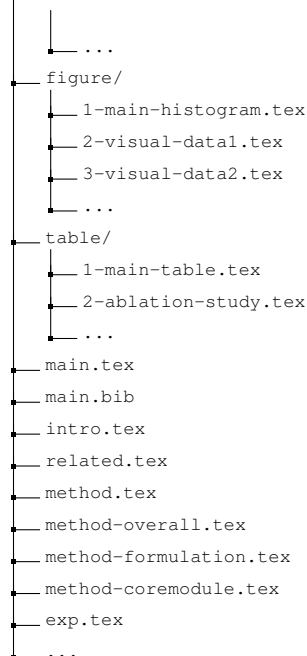 ...
figure/
1-main-histogram.tex
2-visual-data1.tex
3-visual-data2.tex
...
table/
1-main-table.tex
2-ablation-study.tex
...
main.tex
main.bib
intro.tex
related.tex
method.tex
method-overall.tex
method-formulation.tex
method-coremodule.tex
exp.tex
...